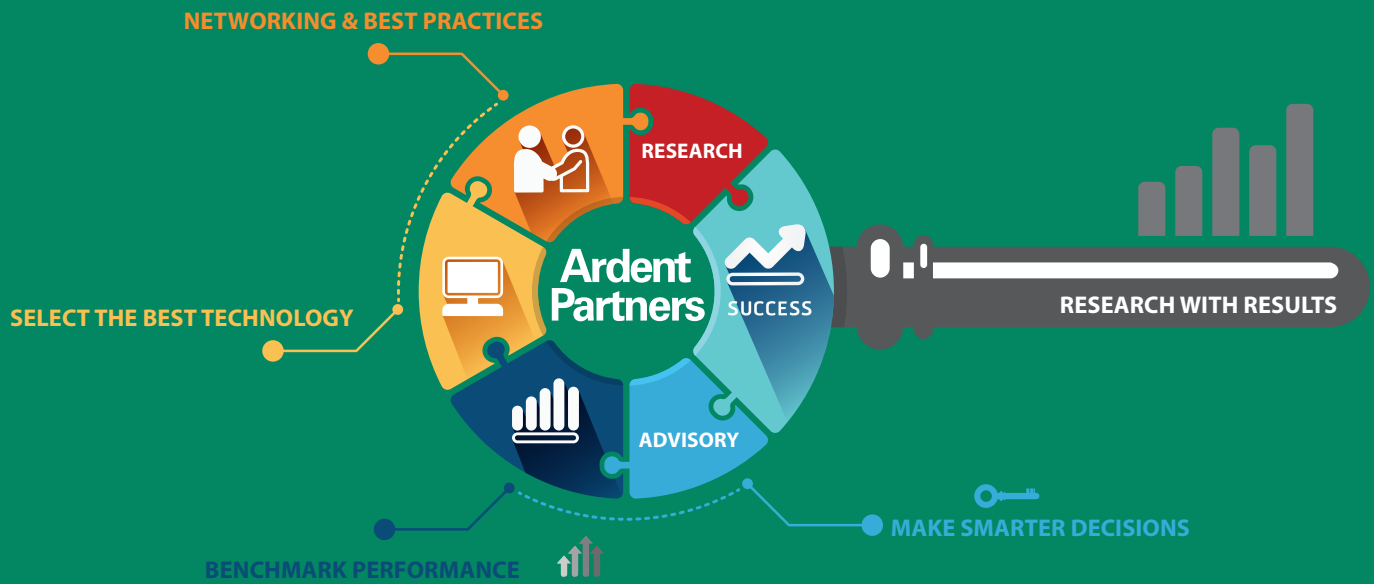 NETWORKING & BEST PRACTICES
RESEARCH
Ardent
Partners
SUCCESS
RESEARCH WITH RESULTS
SELECT THE BEST TECHNOLOGY
ADVISORY
MAKE SMARTER DECISIONS
BENCHMARK PERFORMANCE